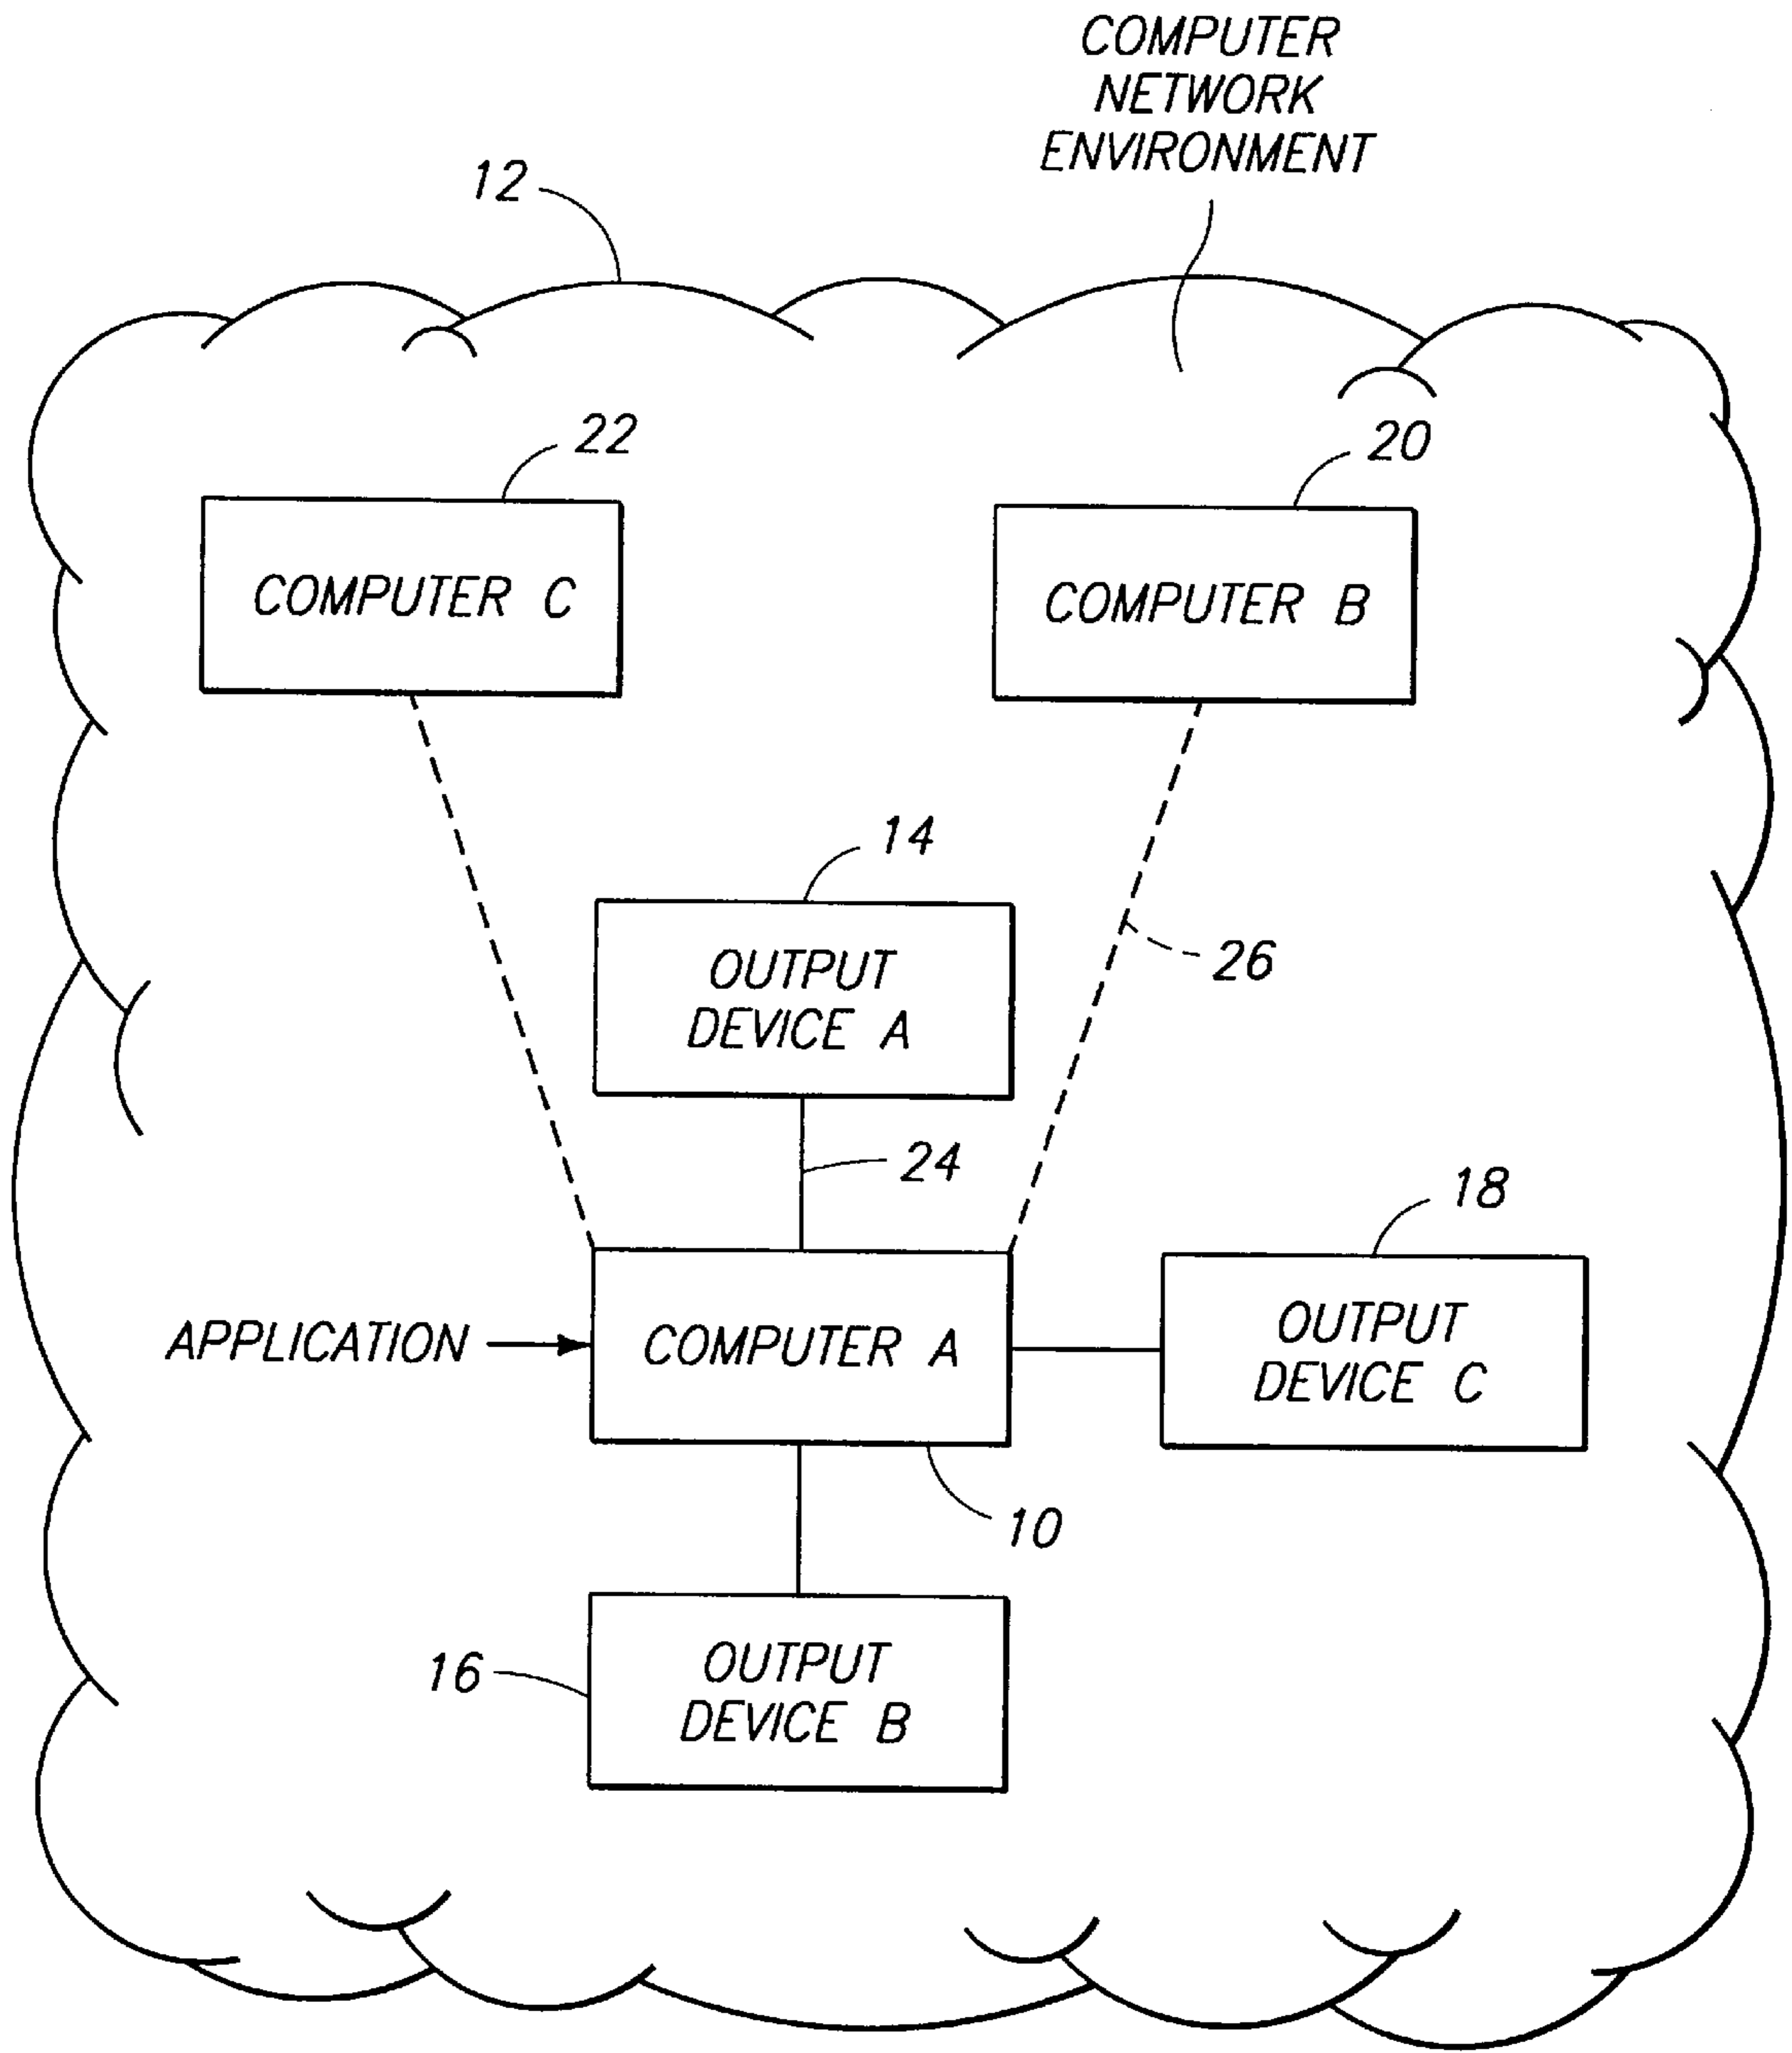 COMPUTER
NETWORK
ENVIRONMENT
12
22
20
COMPUTER C
COMPUTER B
14
OUTPUT
DEVICE A
26
24
18
APPLICATION
COMPUTER A
OUTPUT
DEVICE C
10
16
OUTPUT
DEVICE B